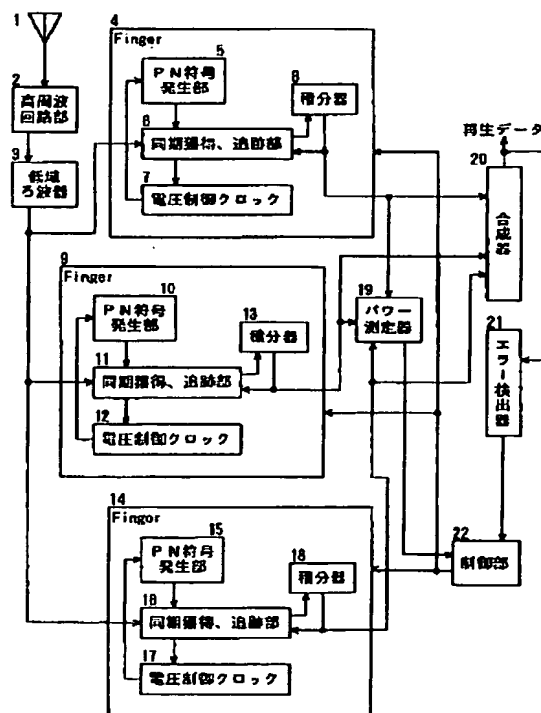 1
2
高周波
回路部
3
低域
ろ波器
4
Finger
5
PN符号
発生部
6
同期獲得、追跡部
7
電圧制御クロック
8
積分器
9
Finger
10
PN符号
発生部
11
同期獲得、追跡部
12
電圧制御クロック
13
積分器
14
Finger
15
PN符号
発生部
16
同期獲得、追跡部
17
電圧制御クロック
18
積分器
19
パワー
測定器
再生データ
20
合成器
21
エラー検出器
22
制御部